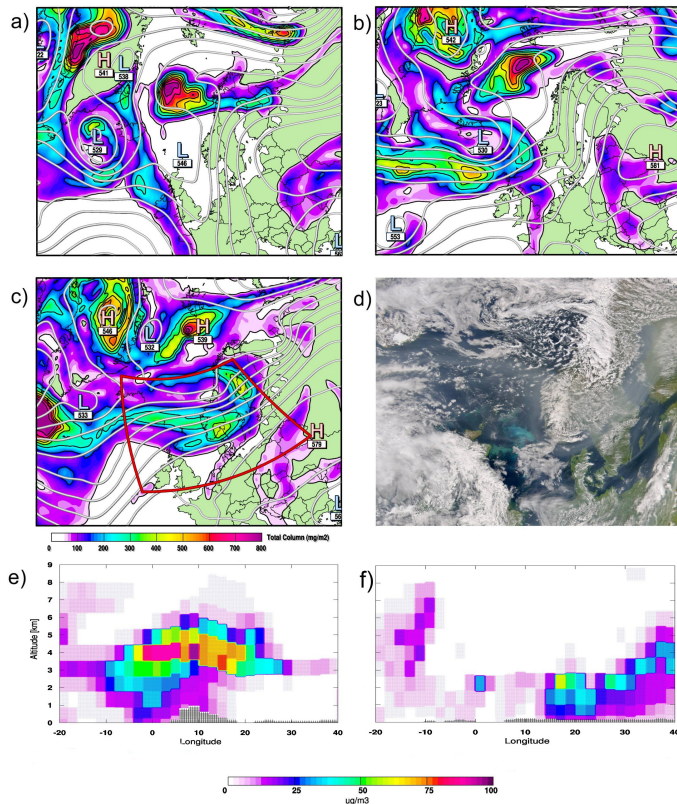 a)
H
541
L
538
L
529
L
546
L
b)
H
542
L
530
H
581
L
553
c)
H
546
L
532
H
539
L
533
H
579
L
d)
0 100 200 300 400 500 600 700 800 Total Column (mg/m2)
e)
Altitude [km]
9
8
7
6
5
4
3
2
1
0
-20 -10 0 10 20 30 40
Longitude
f)
-20 -10 0 10 20 30 40
Longitude
0 25 50 75 100
ug/m3